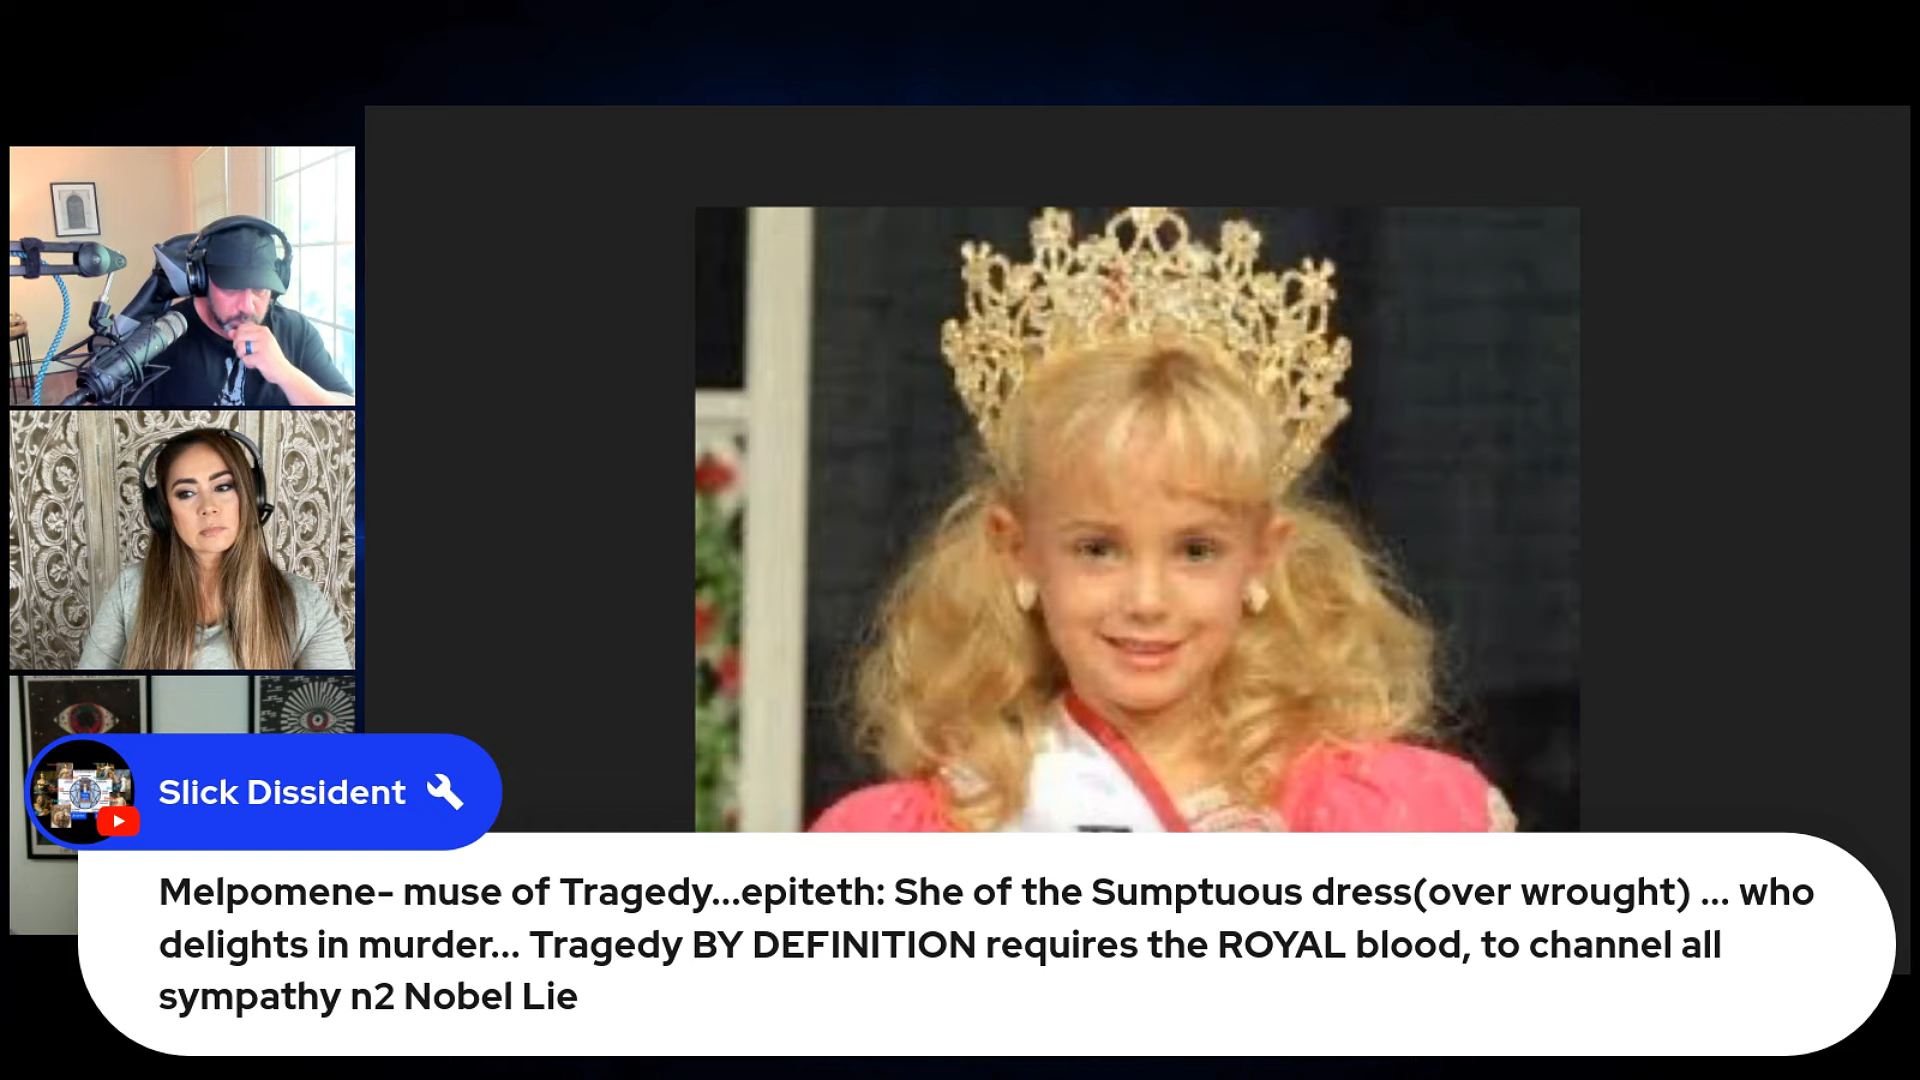 Slick Dissident
Melpomene- muse of Tragedy...epiteth: She of the Sumptuous dress(over wrought) ... who
delights in murder... Tragedy BY DEFINITION requires the ROYAL blood, to channel all
sympathy n2 Nobel Lie